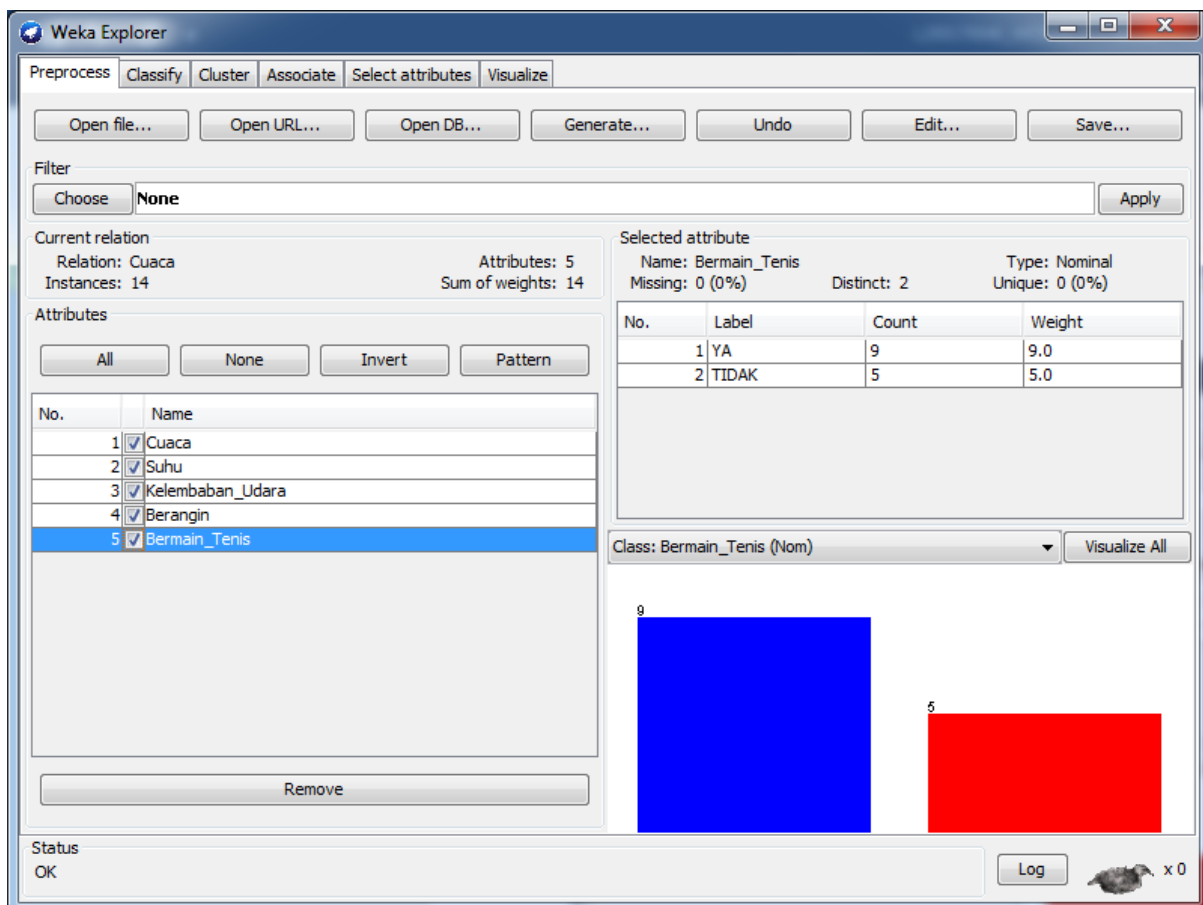 Weka Explorer
Preprocess Classify Cluster Associate Select attributes Visualize
Open file... Open URL... Open DB... Generate... Undo Edit... Save...
Filter
Choose None Apply
Current relation
Relation: Cuaca Attributes: 5
Instances: 14 Sum of weights: 14
Attributes
All None Invert Pattern
No. Name
1 Cuaca
2 Suhu
3 Kelembaban_Udara
4 Berangin
5 Bermain_Tenis
Remove
Selected attribute
Name: Bermain_Tenis Type: Nominal
Missing: 0 (0%) Distinct: 2 Unique: 0 (0%)
No. Label Count Weight
1 YA 9 9.0
2 TIDAK 5 5.0
Class: Bermain_Tenis (Nom) Visualize All
9
5
Status
OK
Log x 0